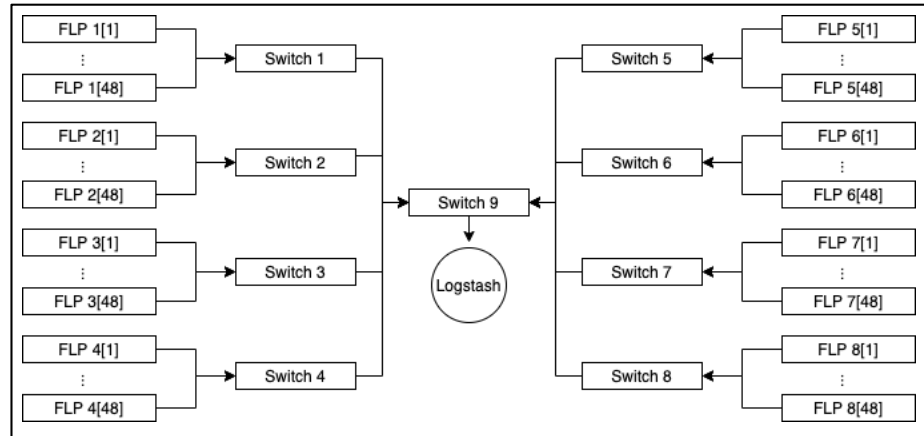 FLP 1[1]
⋮
FLP 1[48]
Switch 1
FLP 2[1]
⋮
FLP 2[48]
Switch 2
FLP 3[1]
⋮
FLP 3[48]
Switch 3
FLP 4[1]
⋮
FLP 4[48]
Switch 4
Switch 9
Logstash
Switch 5
FLP 5[1]
⋮
FLP 5[48]
Switch 6
FLP 6[1]
⋮
FLP 6[48]
Switch 7
FLP 7[1]
⋮
FLP 7[48]
Switch 8
FLP 8[1]
⋮
FLP 8[48]